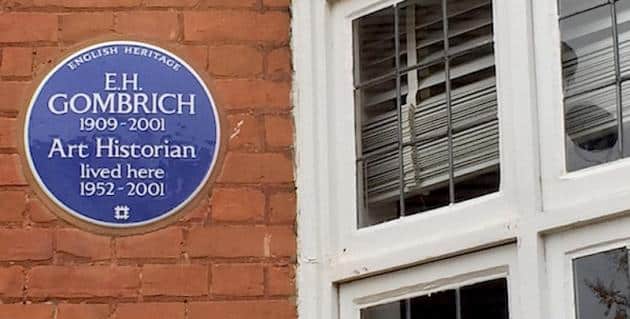 ENGLISH HERITAGE
E.H.
GOMBRICH
1909-2001
Art Historian
lived here
1952-2001